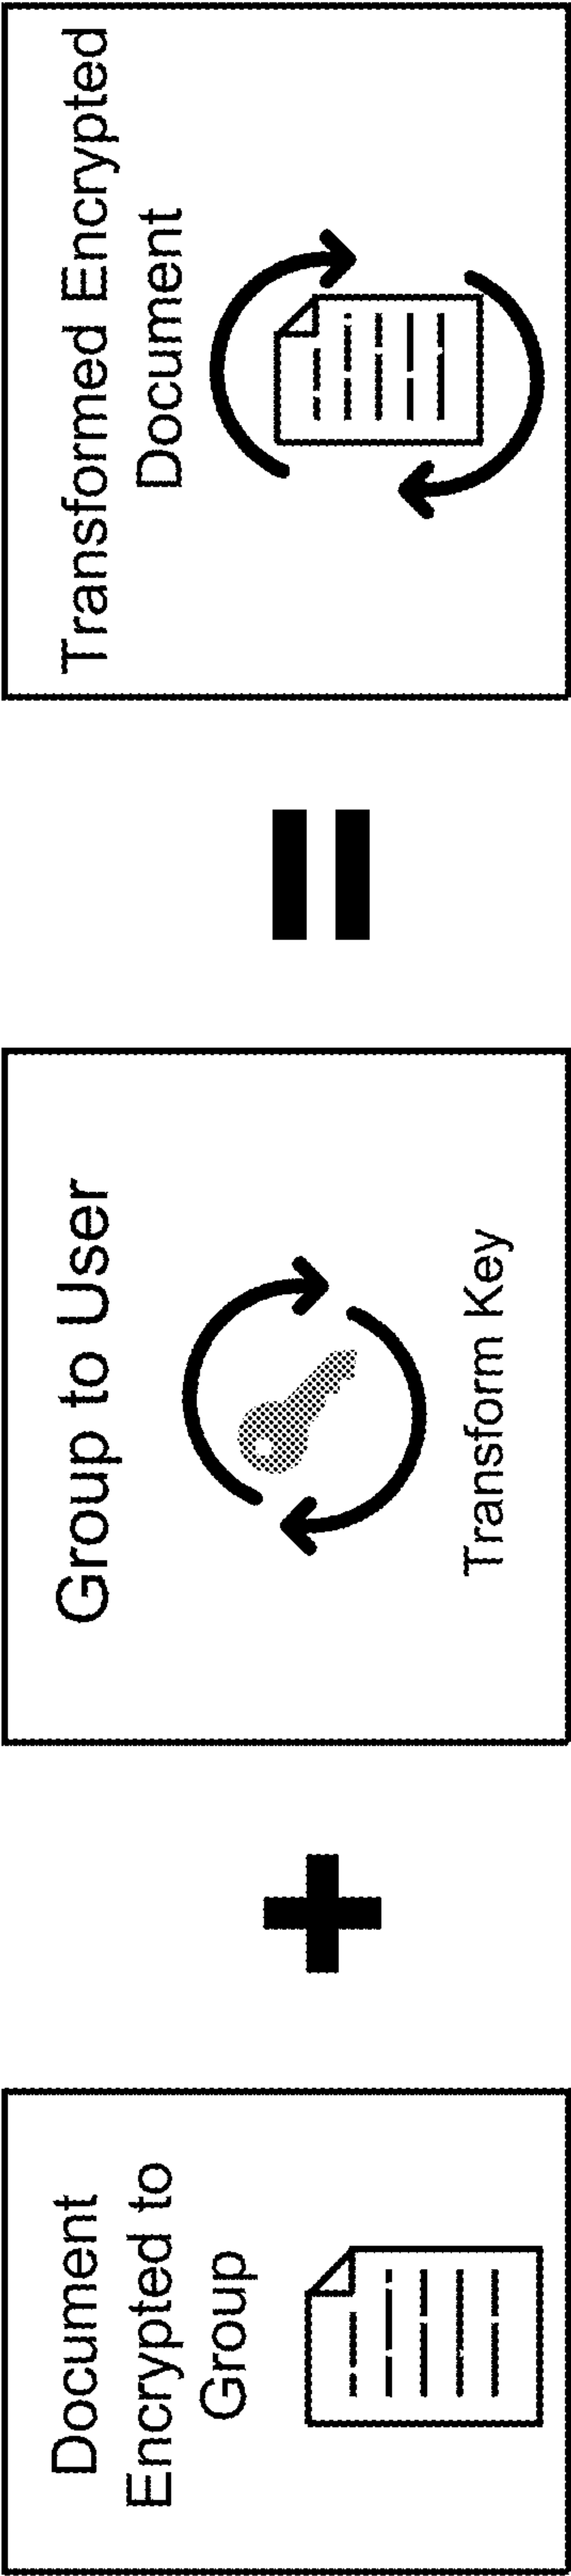 Document
Encrypted to
Group
+
Group to User
Transform Key
=
Transformed Encrypted
Document